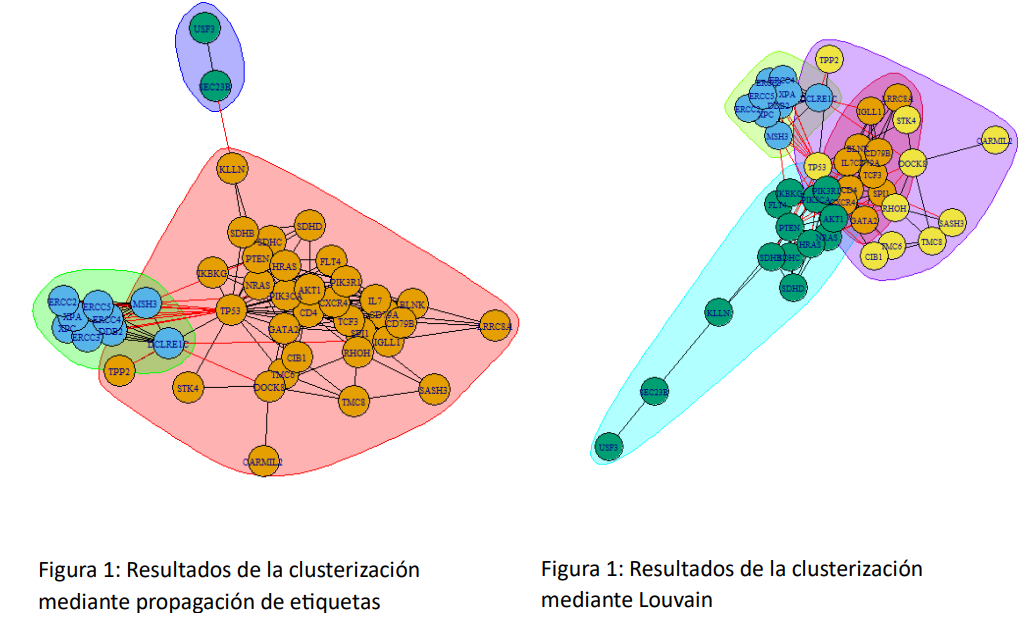 USF3
SEC23B
KLLN
SDHB
SDHC
SDHD
PTEN
HRAS
FLT4
IKBKG
NRAS
PIK3CA
AKT1
PIK3R1
TP53
CD4
CXCR4
IL7
BLNK
CD79A
CD79B
GATA2
TCF3
SPI1
IGLL1
LRRC8A
RHOH
CIB1
TMC6
DOCK8
STK4
TMC8
SASH3
CARMIL2
ERCC2
ERCC5
MSH3
XPA
ERCC4
XPC
DDB2
ERCC3
DCLRE1C
TPP2
TPP2
ERCC4
ERCC5
XPA
DCLRE1C
DDB2
XPC
MSH3
LRRC8A
IGLL1
STK4
CARMIL2
BLNK
CD79B
IL7
CD79A
DOCK8
TP53
TCF3
IKBKG
PIK3R1
CD4
SPI1
FLT4
PIK3CA
CXCR4
RHOH
PTEN
AKT1
GATA2
SASH3
NRAS
HRAS
TMC6
TMC8
CIB1
SDHB
SDHC
SDHD
KLLN
SEC23B
USF3
Figura 1: Resultados de la clusterización
mediante propagación de etiquetas
Figura 1: Resultados de la clusterización
mediante Louvain